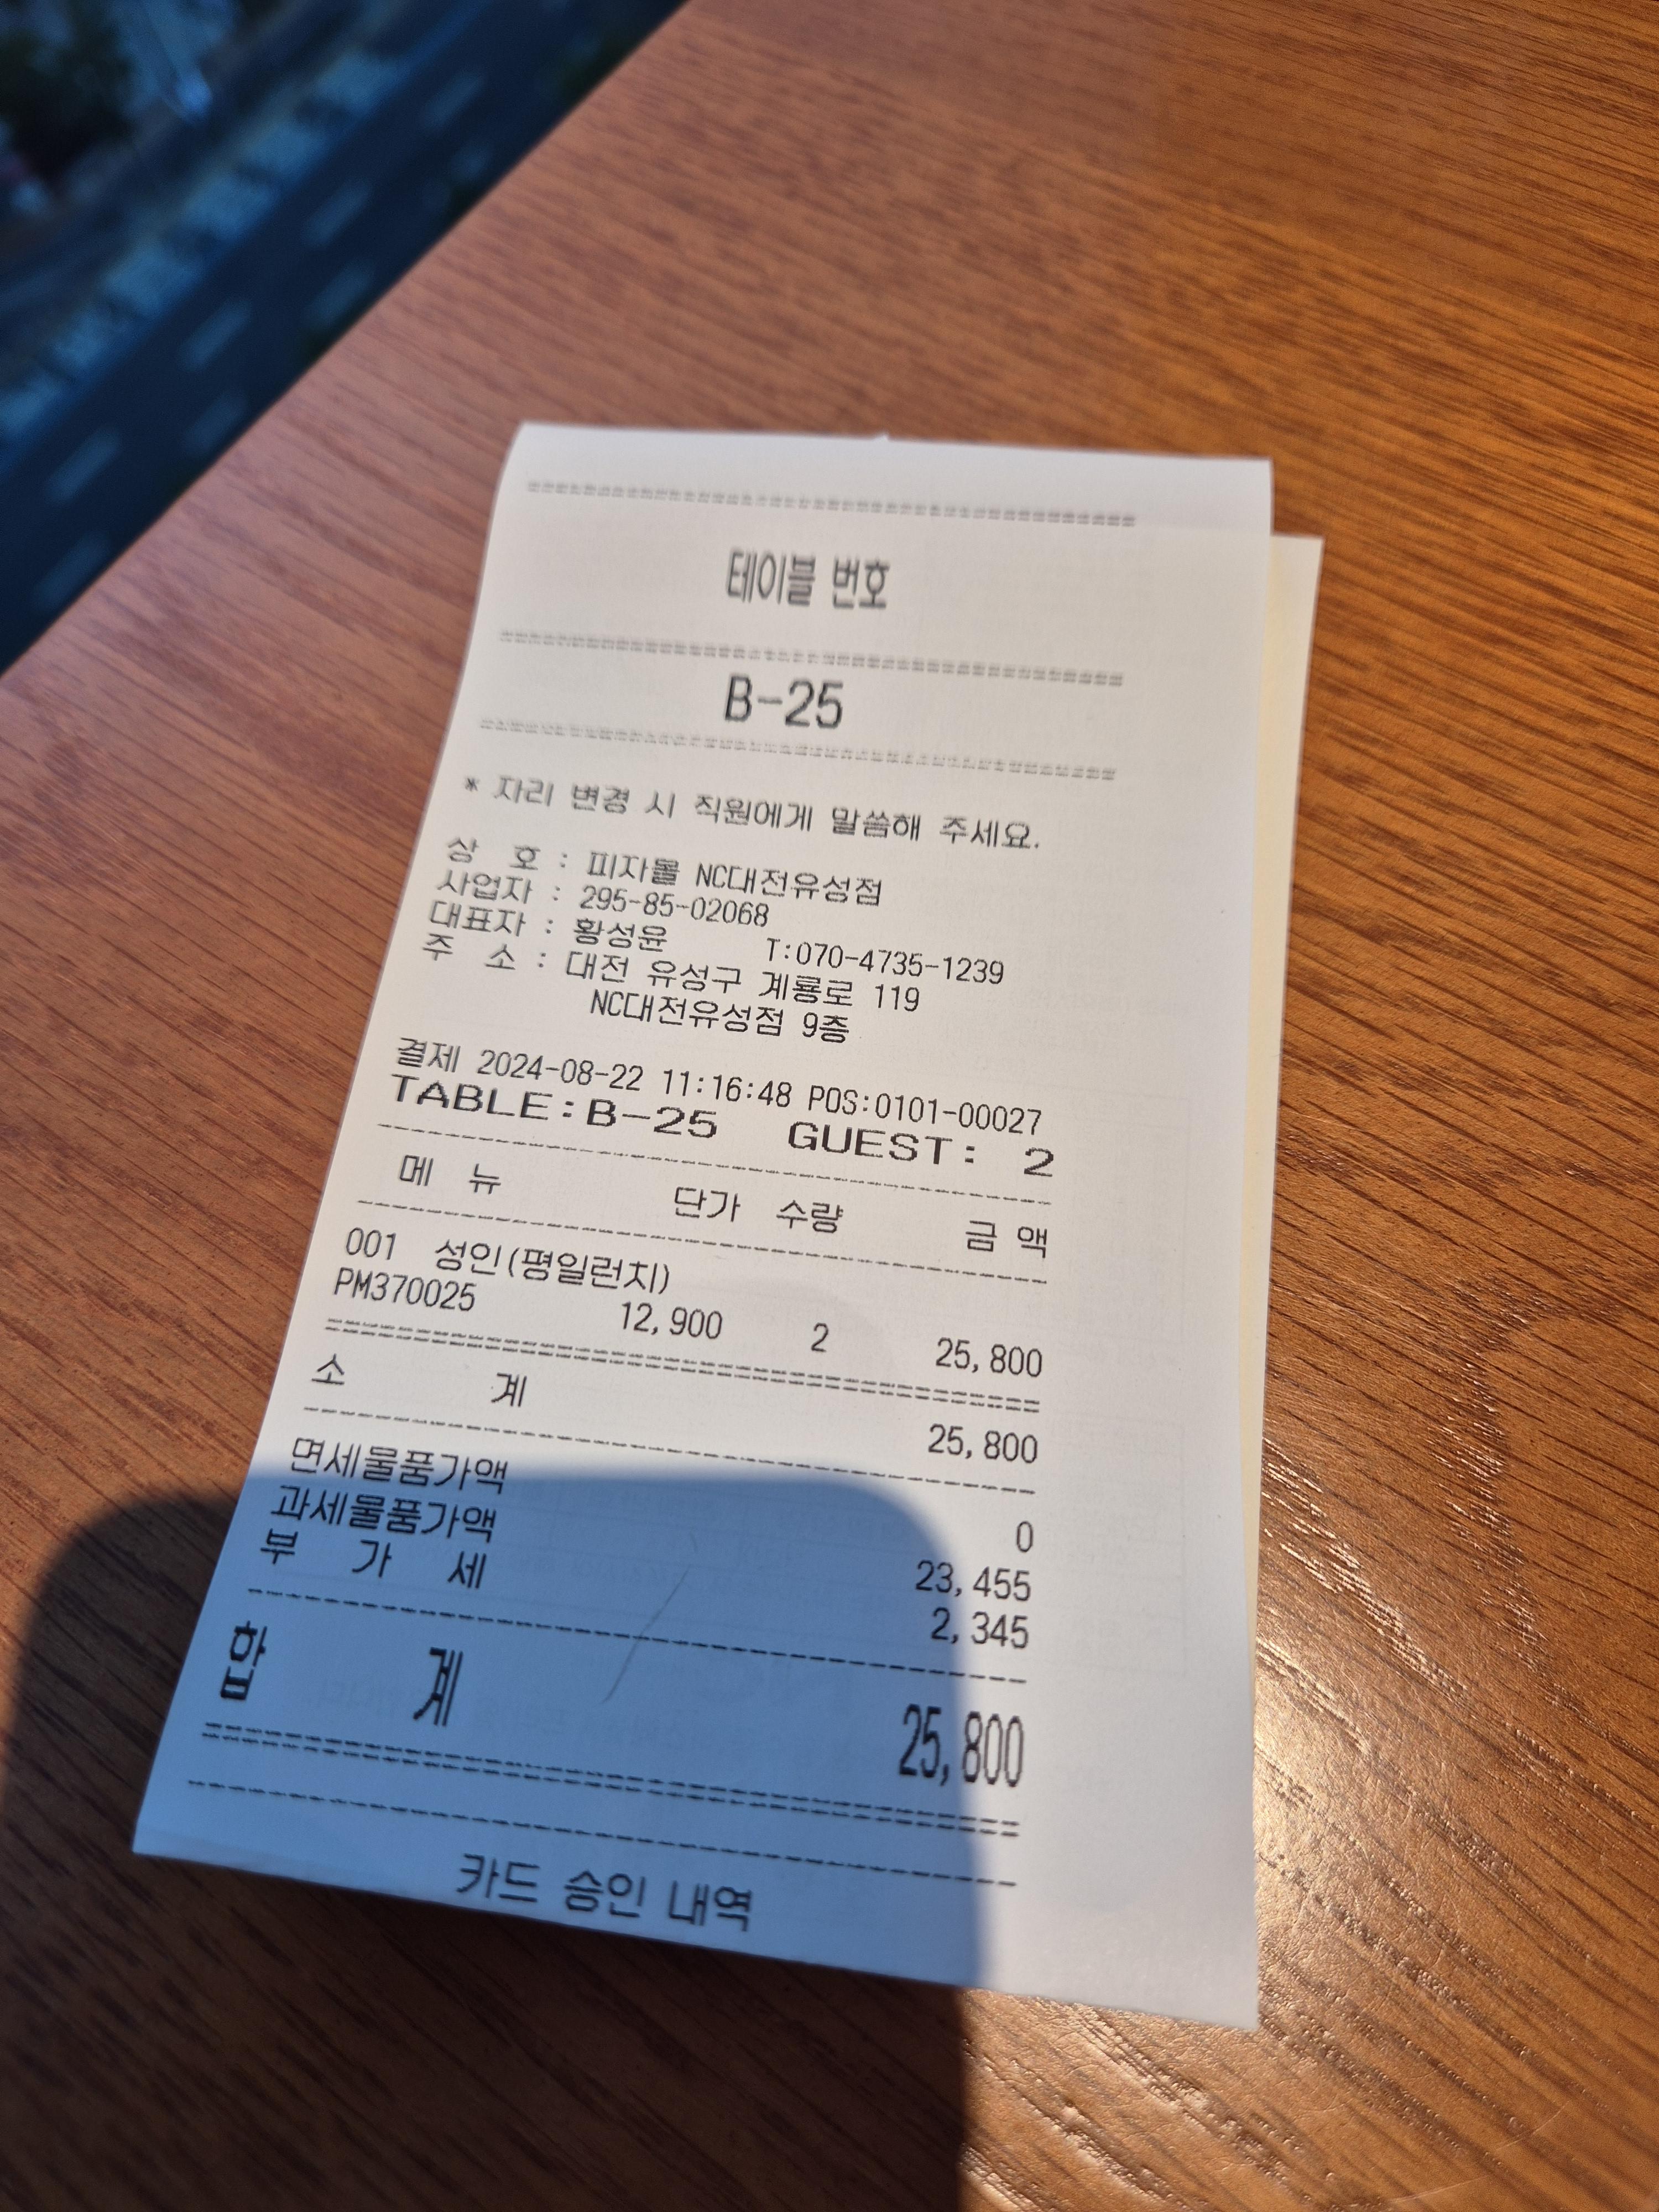 테이블 번호
B-25
* 자리 변경 시 직원에게 말씀해 주세요.
상 호 : 피자몰 NC대전유성점
사업자 : 295-85-02068
대표자 : 황성윤 T:070-4735-1239
주 소 : 대전 유성구 계룡로 119
NC대전유성점 9층
결제 2024-08-22 11:16:48 POS:0101-00027
TABLE:B-25 GUEST: 2
메 뉴 단가 수량 금 액
001 성인(평일런치)
PM370025 12,900 2 25,800
소 계 25,800
면세물품가액 0
과세물품가액 23,455
부 가 세 2,345
합 계 25,800
카드 승인 내역